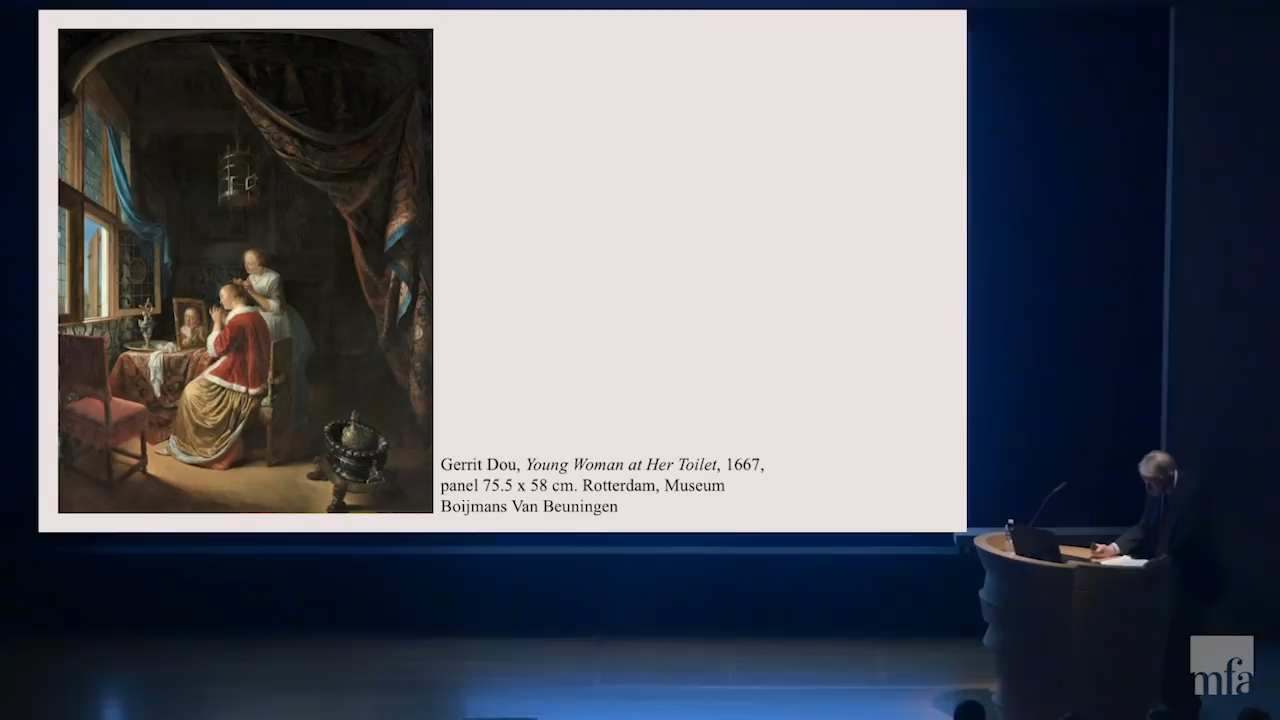 Gerrit Dou, Young Woman at Her Toilet, 1667,
panel 75.5 x 58 cm. Rotterdam, Museum
Boijmans Van Beuningen
mfa